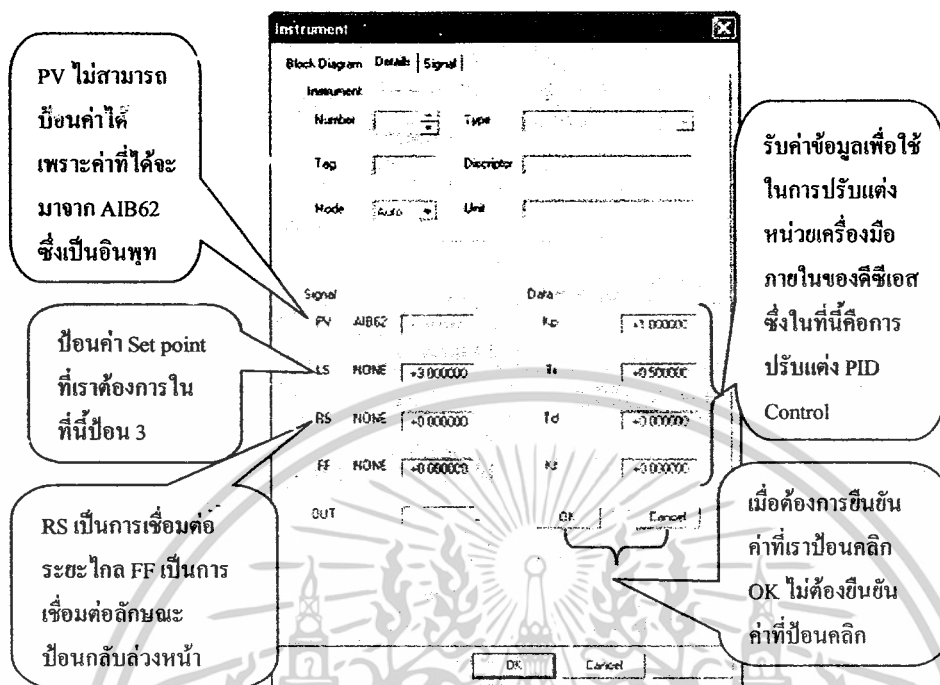 Instrument
Block Diagram Details Signal
Instrument
Number Type
Tag Discriptor
Mode Auto Unit
Signal Data
PV AIB62 Kp +1.000000
LS NONE +3.000000 Ti +0.500000
RS NONE +0.000000 Td +0.000000
FF NONE +0.000000 +0.000000
OUT OK Cancel
OK Cancel
PV ไม่สามารถ
ป้อนค่าได้
เพราะค่าที่ได้จะ
มาจาก AIB62
ซึ่งเป็นอินพุท
ป้อนค่า Set point
ที่เราต้องการใน
ที่นี้ป้อน 3
RS เป็นการเชื่อมต่อ
ระยะไกล FF เป็นการ
เชื่อมต่อลักษณะ
ป้อนกลับล่วงหน้า
รับค่าข้อมูลเพื่อใช้
ในการปรับแต่ง
หน่วยเครื่องมือ
ภายในของดีซีเอส
ซึ่งในที่นี้คือการ
ปรับแต่ง PID
Control
เมื่อต้องการยืนยัน
ค่าที่เราป้อนคลิก
OK ไม่ต้องยืนยัน
ค่าที่ป้อนคลิก